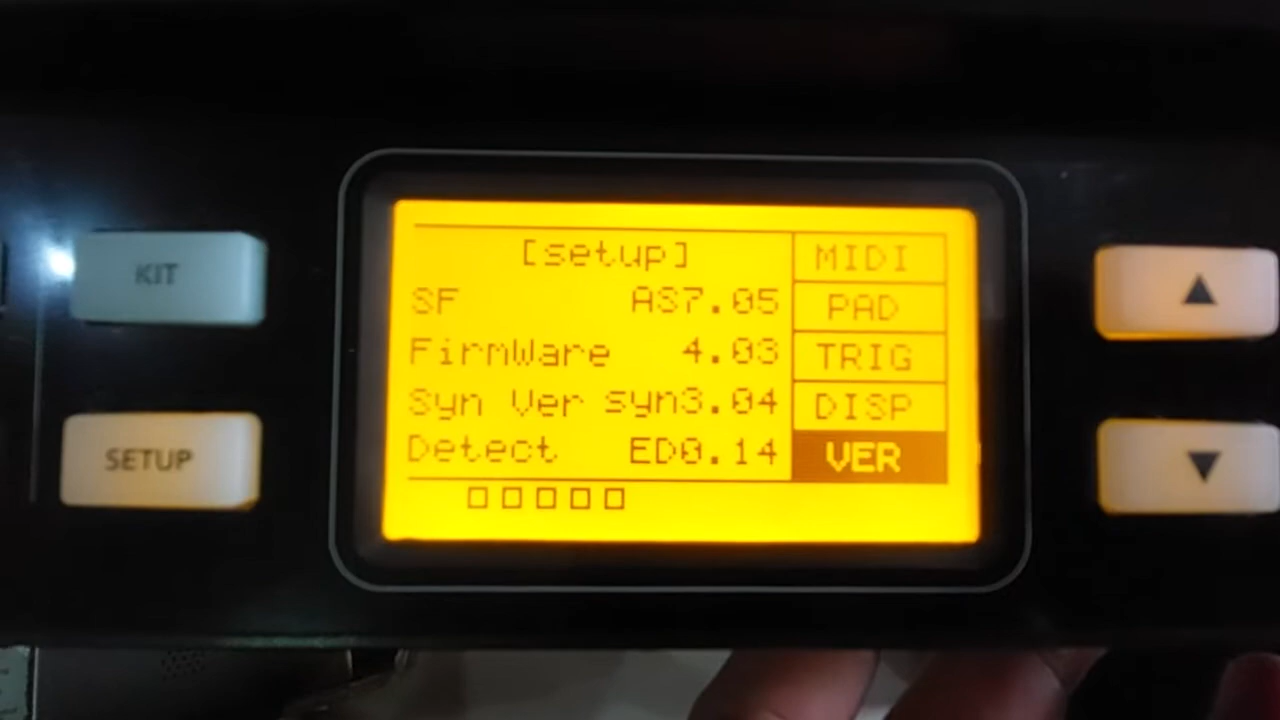 [setup]
SF AS7.05
FirmWare 4.03
Syn Ver syn3.04
Detect ED0.14
MIDI
PAD
TRIG
DISP
VER
KIT
SETUP